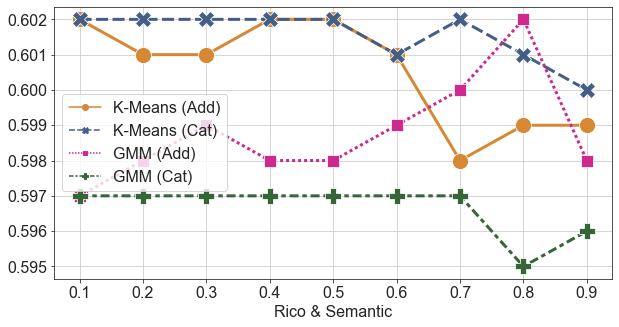 0.602
0.601
0.600
0.599
0.598
0.597
0.596
0.595
K-Means (Add)
K-Means (Cat)
GMM (Add)
GMM (Cat)
0.1 0.2 0.3 0.4 0.5 0.6 0.7 0.8 0.9
Rico & Semantic